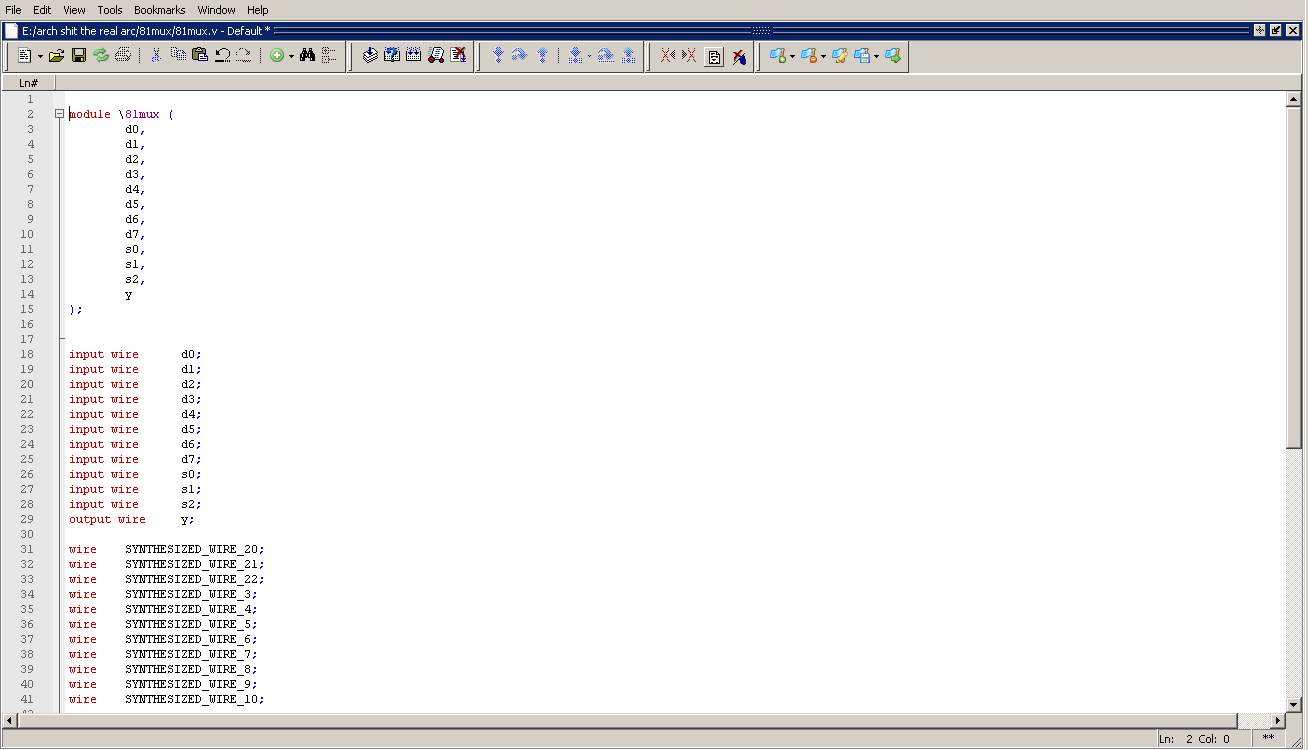 File Edit View Tools Bookmarks Window Help
E:/arch shit the real arc/81mux/81mux.v - Default *
Ln#
1
2 module \81mux (
3 d0,
4 d1,
5 d2,
6 d3,
7 d4,
8 d5,
9 d6,
10 d7,
11 s0,
12 s1,
13 s2,
14 y
15 );
16
17
18 input wire d0;
19 input wire d1;
20 input wire d2;
21 input wire d3;
22 input wire d4;
23 input wire d5;
24 input wire d6;
25 input wire d7;
26 input wire s0;
27 input wire s1;
28 input wire s2;
29 output wire y;
30
31 wire SYNTHESIZED_WIRE_20;
32 wire SYNTHESIZED_WIRE_21;
33 wire SYNTHESIZED_WIRE_22;
34 wire SYNTHESIZED_WIRE_3;
35 wire SYNTHESIZED_WIRE_4;
36 wire SYNTHESIZED_WIRE_5;
37 wire SYNTHESIZED_WIRE_6;
38 wire SYNTHESIZED_WIRE_7;
39 wire SYNTHESIZED_WIRE_8;
40 wire SYNTHESIZED_WIRE_9;
41 wire SYNTHESIZED_WIRE_10;
Ln: 2 Col: 0 **